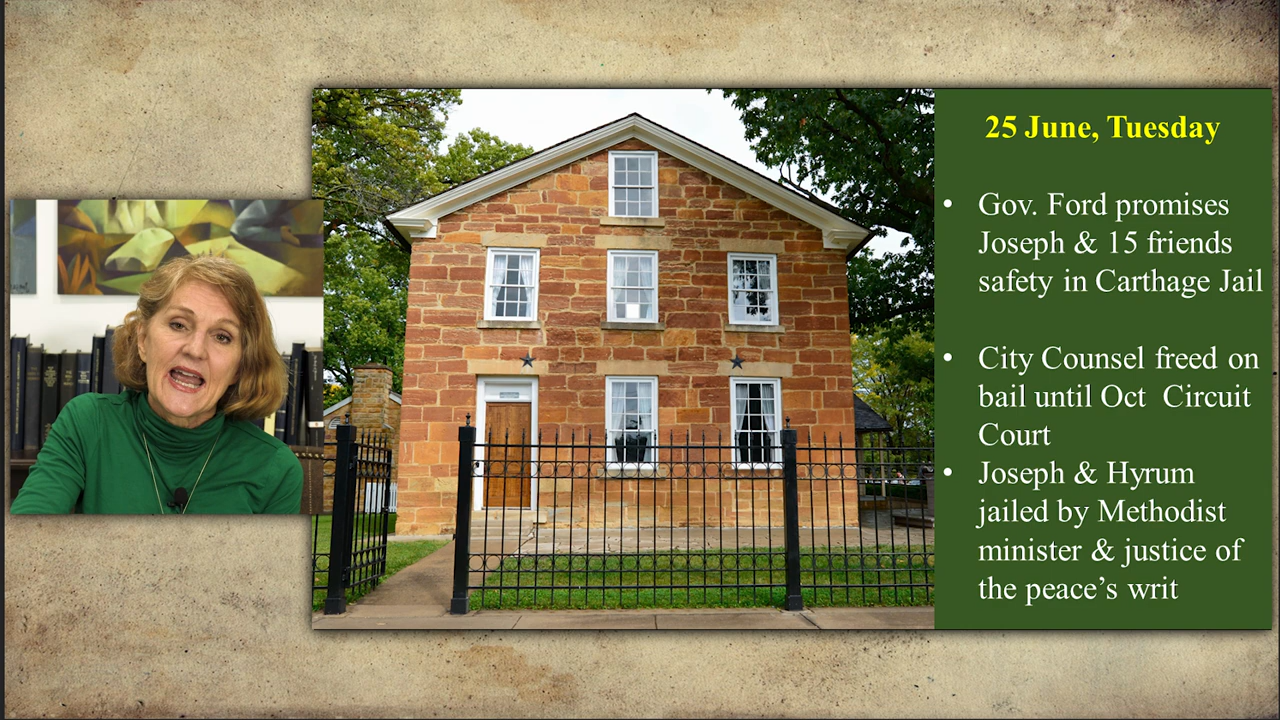 25 June, Tuesday
• Gov. Ford promises
Joseph & 15 friends
safety in Carthage Jail
• City Counsel freed on
bail until Oct Circuit
Court
• Joseph & Hyrum
jailed by Methodist
minister & justice of
the peace's writ